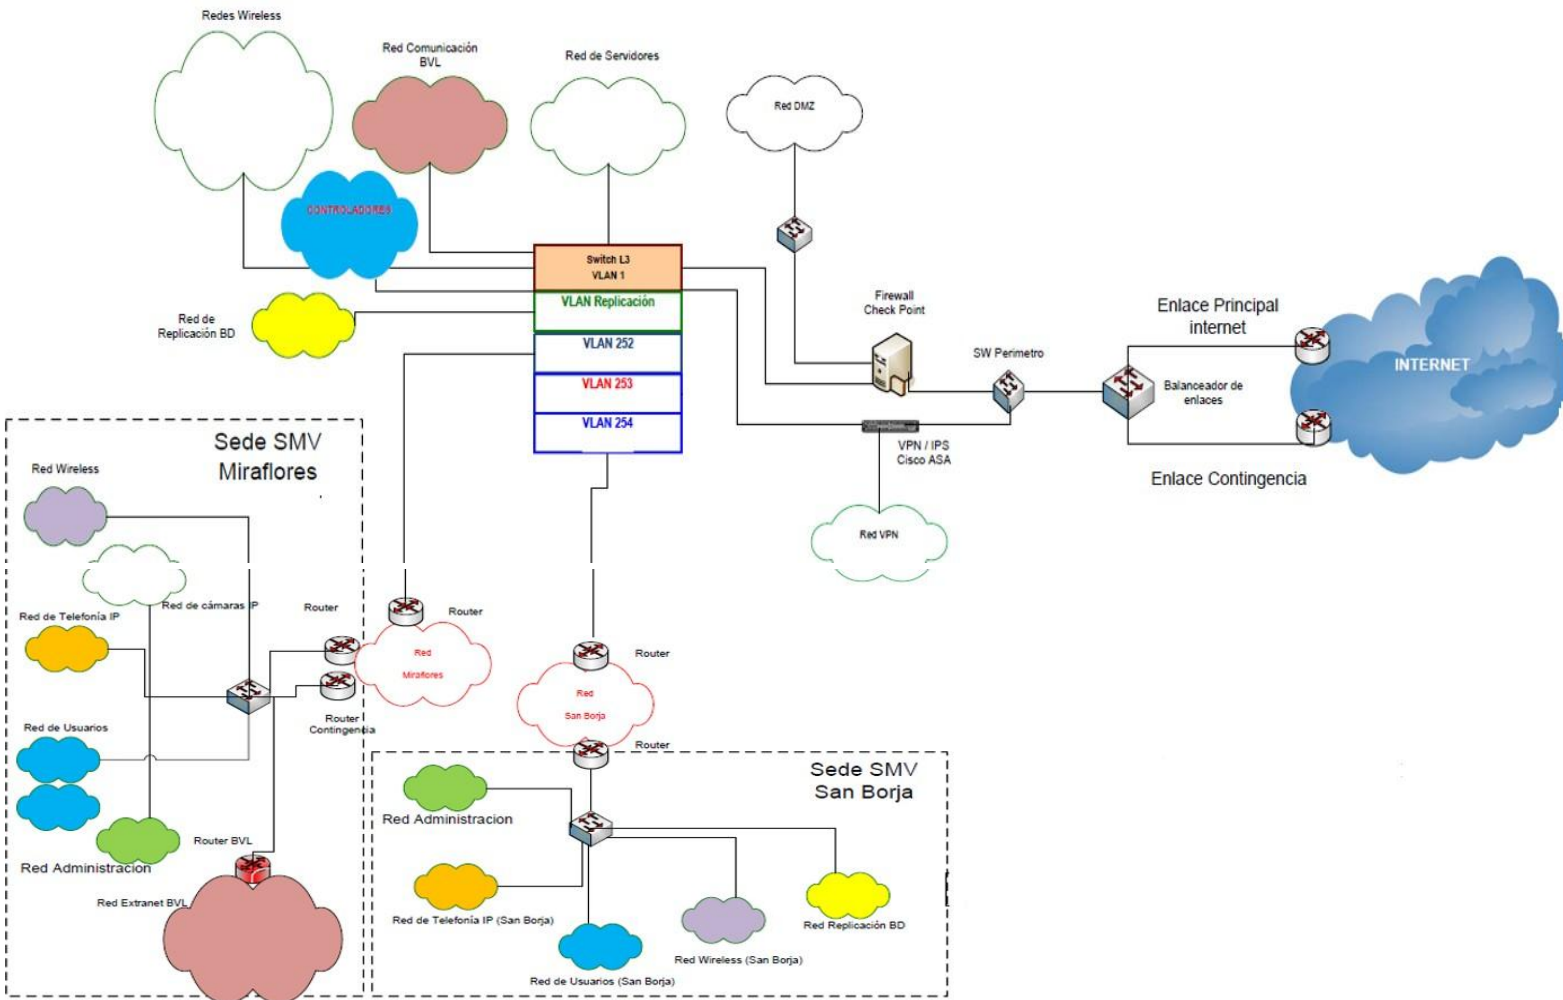 Redes Wireless
Red Comunicación
BVL
Red de Servidores
Red DMZ
CONTROLADORES
Switch L3
VLAN 1
VLAN Replicación
VLAN 252
VLAN 253
VLAN 254
Red de
Replicación BD
Firewall
Check Point
SW Perimetro
Enlace Principal
internet
Balanceador de
enlaces
INTERNET
Enlace Contingencia
VPN / IPS
Cisco ASA
Red VPN
Sede SMV
Miraflores
Red Wireless
Red de cámaras IP
Red de Telefonía IP
Router
Router
Red
Miraflores
Router
Contingencia
Red de Usuarios
Red Administración
Router BVL
Red Extranet BVL
Router
Red
San Borja
Router
Sede SMV
San Borja
Red Administracion
Red de Telefonía IP (San Borja)
Red de Usuarios (San Borja)
Red Wireless (San Borja)
Red Replicación BD